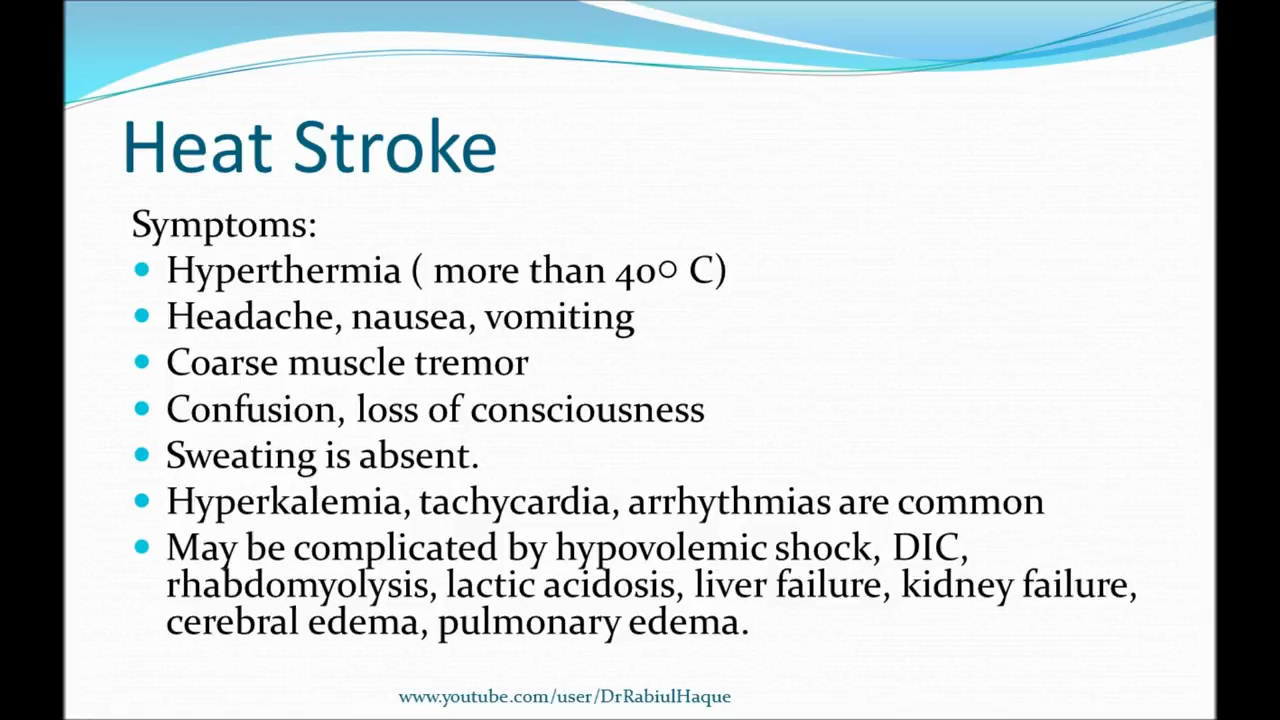 Heat Stroke
Symptoms:
• Hyperthermia ( more than 40○ C)
• Headache, nausea, vomiting
• Coarse muscle tremor
• Confusion, loss of consciousness
• Sweating is absent.
• Hyperkalemia, tachycardia, arrhythmias are common
• May be complicated by hypovolemic shock, DIC,
rhabdomyolysis, lactic acidosis, liver failure, kidney failure,
cerebral edema, pulmonary edema.
www.youtube.com/user/DrRabiulHaque